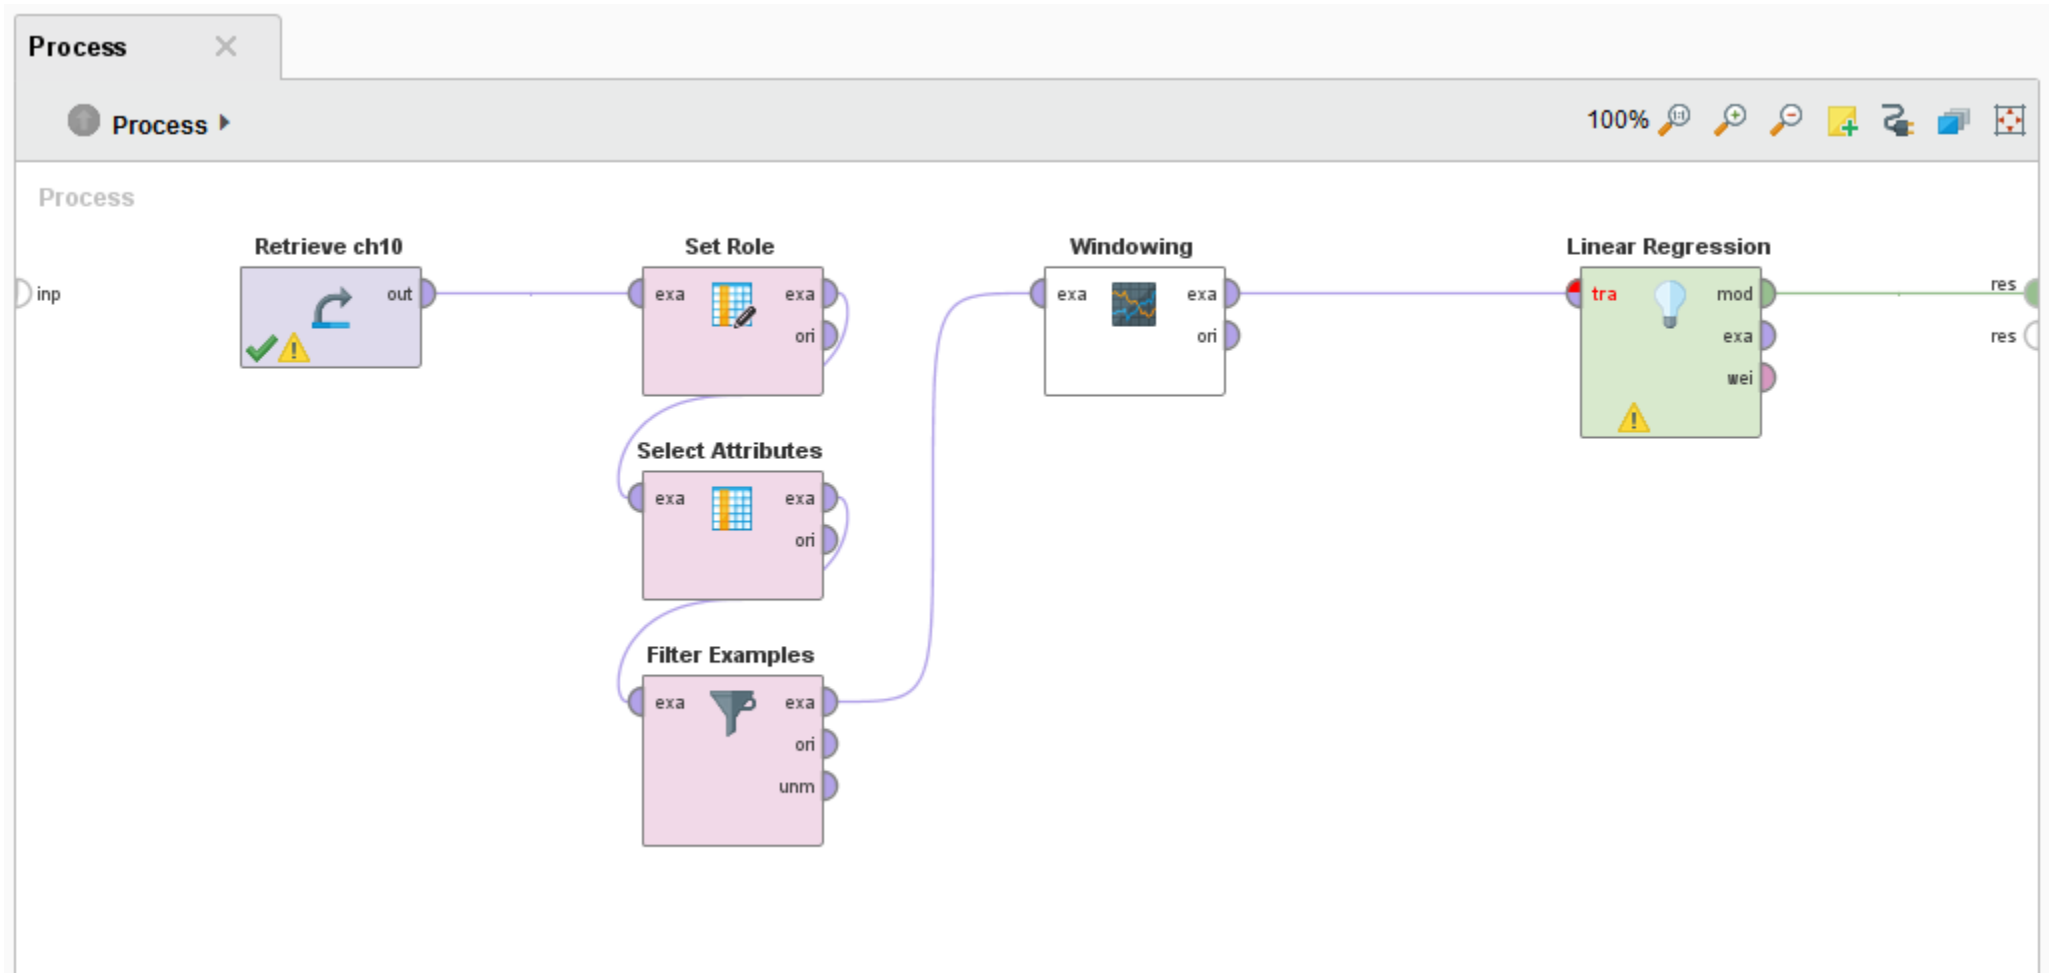 Process
Process
100%
Process
Retrieve ch10
Set Role
Windowing
Linear Regression
inp
out
exa
exa
ori
exa
exa
ori
tra
mod
exa
wei
res
res
Select Attributes
exa
exa
ori
Filter Examples
exa
exa
ori
unm